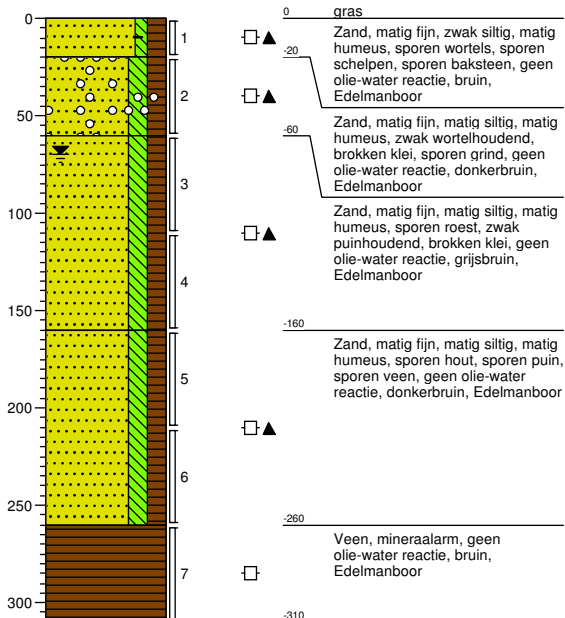 0
50
100
150
200
250
300
1
2
3
4
5
6
7
0
gras
Zand, matig fijn, zwak siltig, matig
humeus, sporen wortels, sporen
schelpen, sporen baksteen, geen
olie-water reactie, bruin,
Edelmanboor
-20
Zand, matig fijn, matig siltig, matig
humeus, zwak wortelhoudend,
brokken klei, sporen grind, geen
olie-water reactie, donkerbruin,
Edelmanboor
-60
Zand, matig fijn, matig siltig, matig
humeus, sporen roest, zwak
puinhoudend, brokken klei, geen
olie-water reactie, grijsbruin,
Edelmanboor
-160
Zand, matig fijn, matig siltig, matig
humeus, sporen hout, sporen puin,
sporen veen, geen olie-water
reactie, donkerbruin, Edelmanboor
-260
Veen, mineraalarm, geen
olie-water reactie, bruin,
Edelmanboor
-310